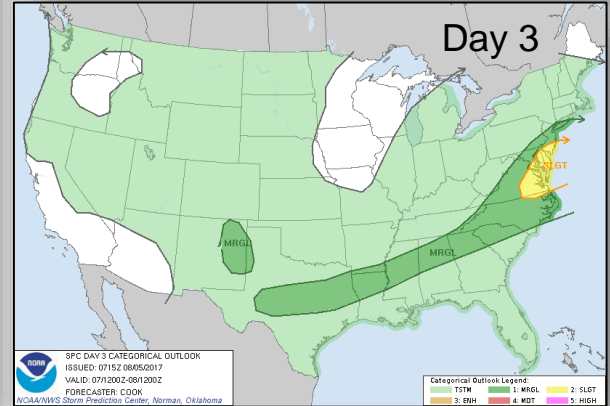 Day 3
SLGT
MRGL
MRGL
NOAA
SPC DAY 3 CATEGORICAL OUTLOOK
ISSUED: 0715Z 08/05/2017
VALID: 07/1200Z-08/1200Z
FORECASTER: COOK
NOAA/NWS Storm Prediction Center, Norman, Oklahoma
Categorical Outlook Legend:
TSTM 1: MRGL 2: SLGT
3: ENH 4: MDT 5: HIGH